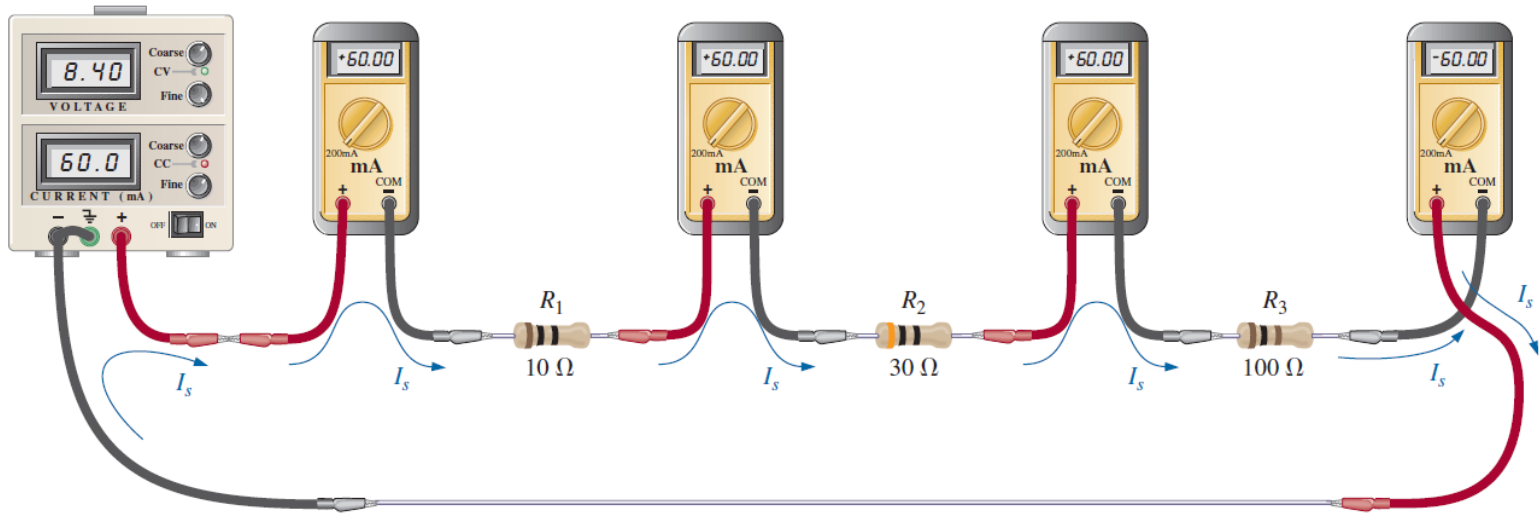 8.40
VOLTAGE
Coarse
CV
Fine
60.0
CURRENT (mA)
Coarse
CC
Fine
− +
OFF ON
+60.00
200mA
mA
COM
+ −
+60.00
200mA
mA
COM
+ −
+60.00
200mA
mA
COM
+ −
-60.00
200mA
mA
COM
+ −
R1
R2
R3
10 Ω
30 Ω
100 Ω
Is
Is
Is
Is
Is
Is